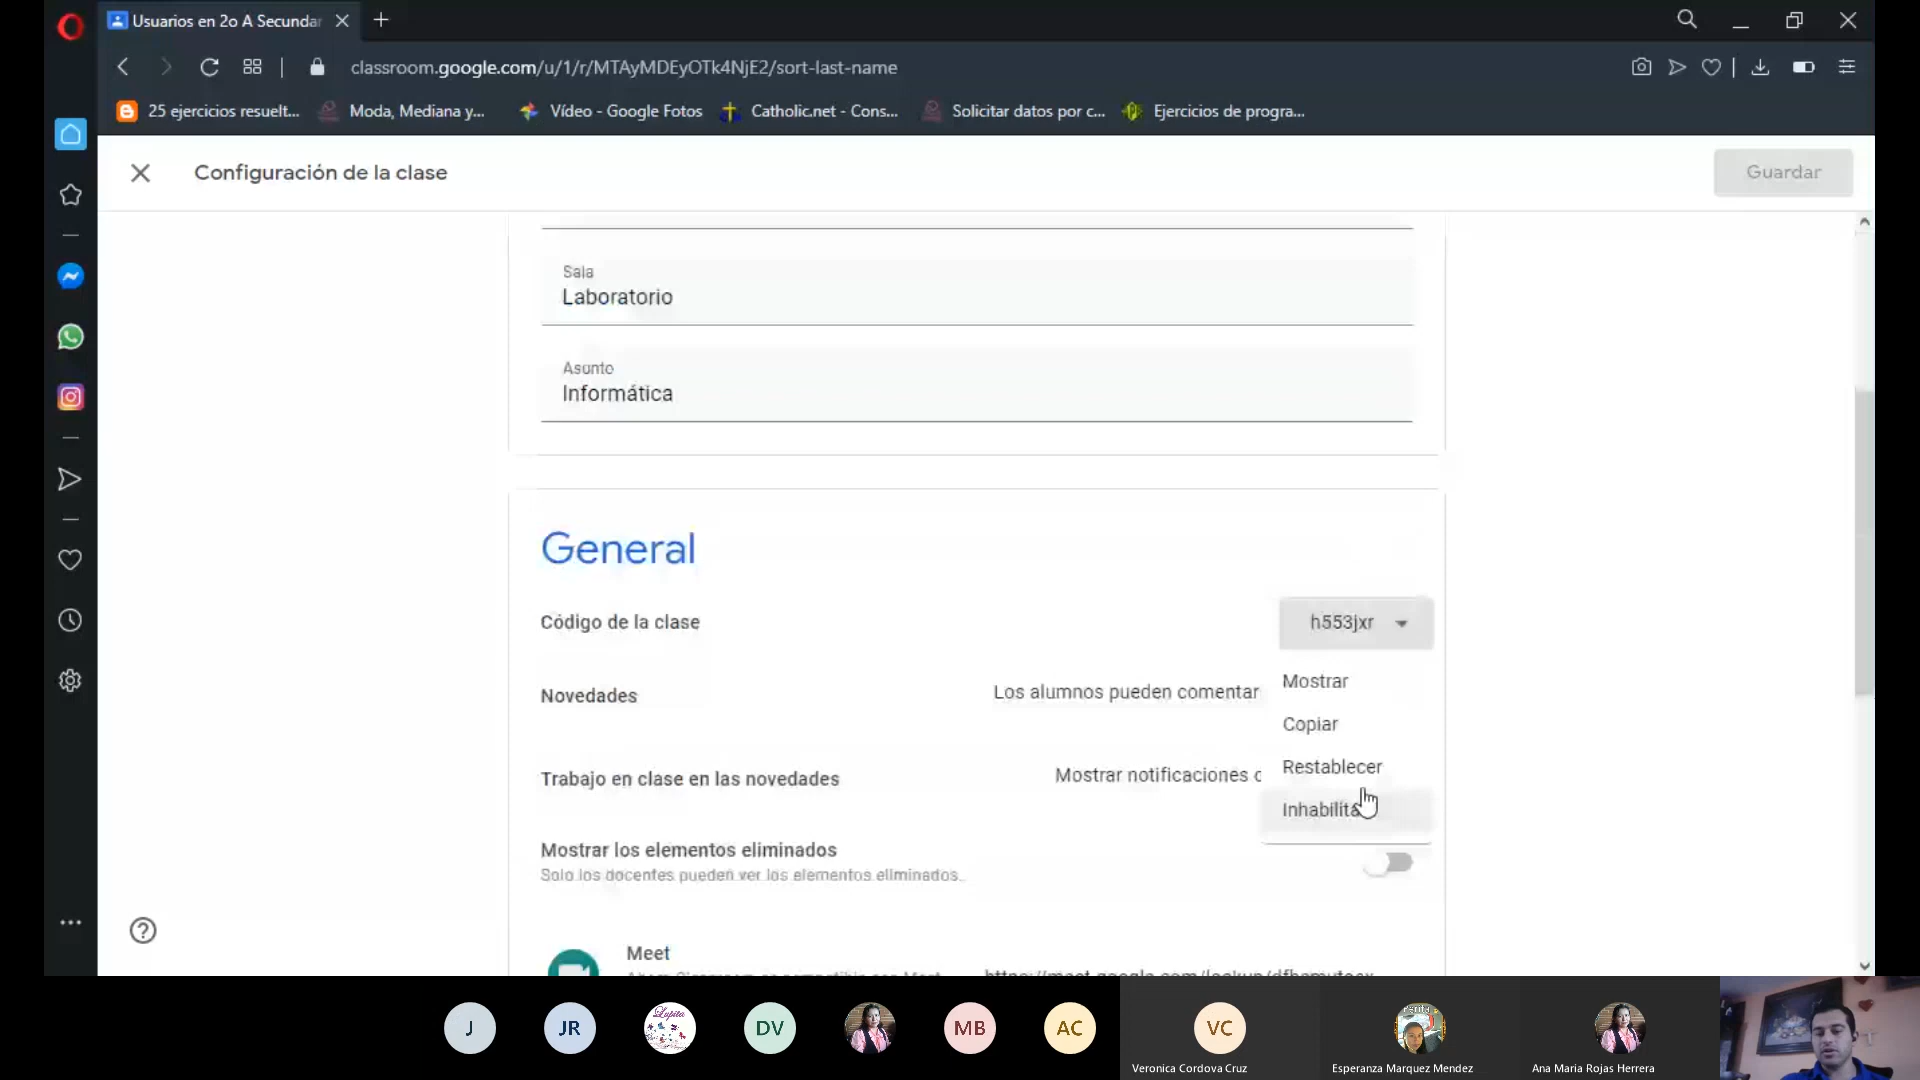 Usuarios en 2o A Secundar
classroom.google.com/u/1/r/MTAyMDEyOTk4NjE2/sort-last-name
25 ejercicios resuelt...
Moda, Mediana y...
Vídeo - Google Fotos
Catholic.net - Cons...
Solicitar datos por c...
Ejercicios de progra...
Configuración de la clase
Guardar
Sala
Laboratorio
Asunto
Informática
General
Código de la clase
h553jxr
Mostrar
Novedades
Los alumnos pueden comentar
Copiar
Restablecer
Trabajo en clase en las novedades
Mostrar notificaciones c
Inhabilita
Mostrar los elementos eliminados
Solo los docentes pueden ver los elementos eliminados.
Meet
J
JR
Lupita
DV
MB
AC
VC
Veronica Cordova Cruz
Esperanza Marquez Mendez
Ana Maria Rojas Herrera